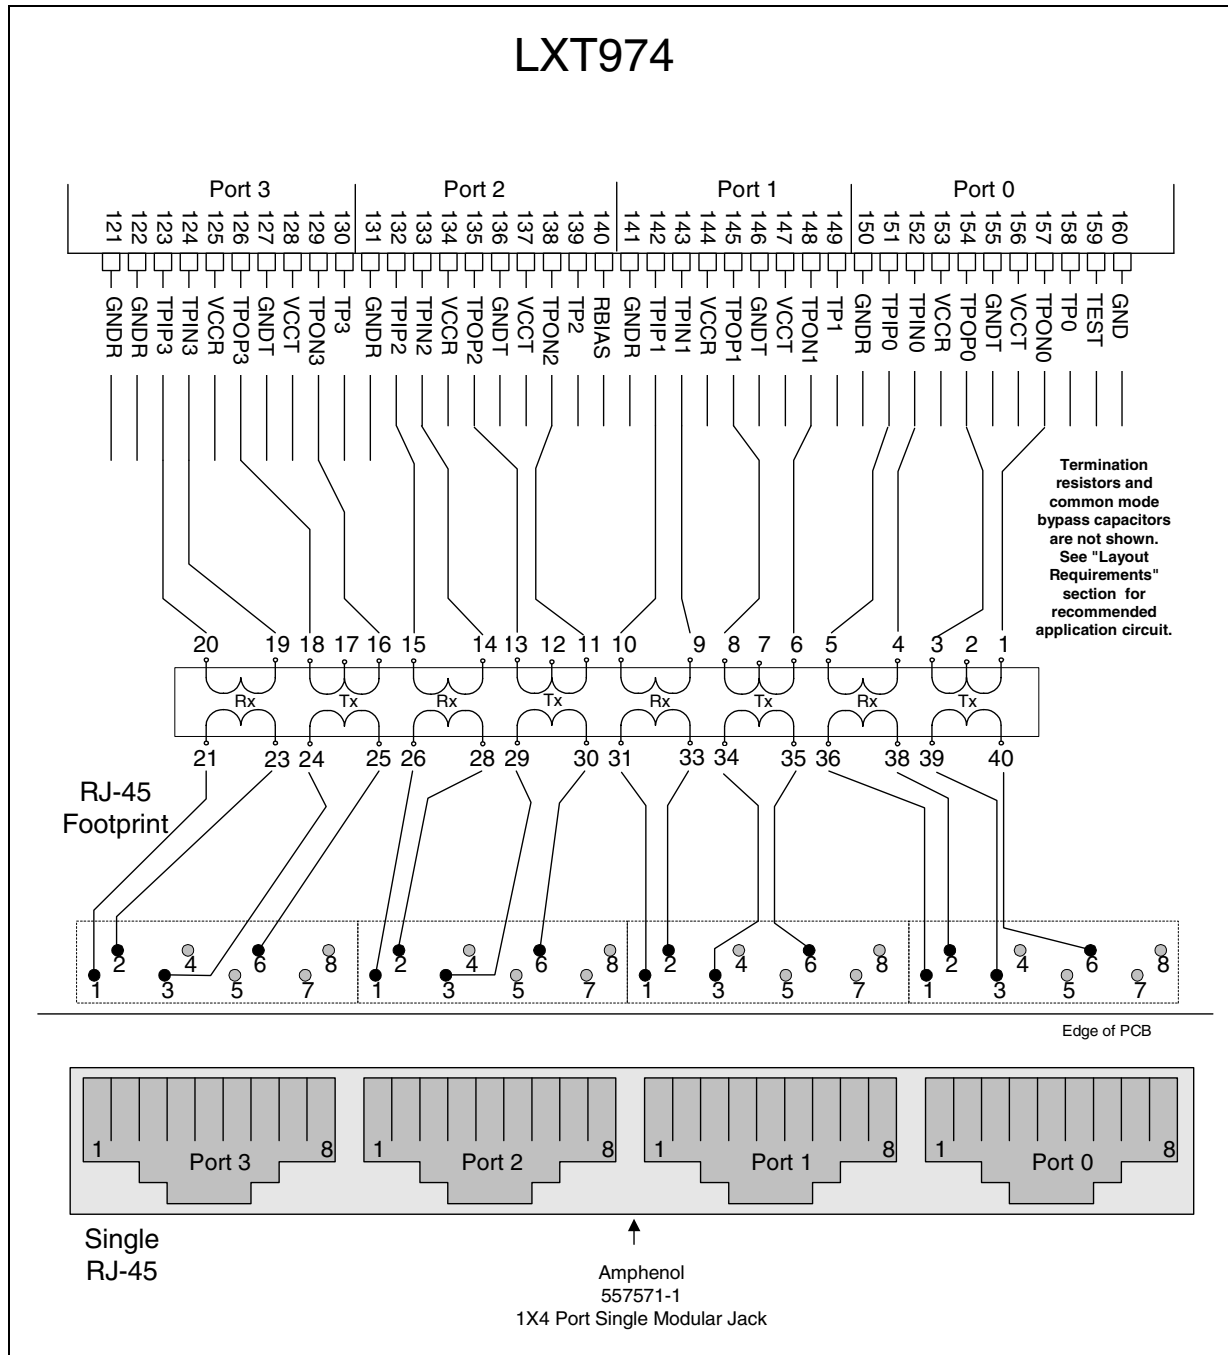 LXT974
Port 3 Port 2 Port 1 Port 0
121 122 123 124 125 126 127 128 129 130 131 132 133 134 135 136 137 138 139 140 141 142 143 144 145 146 147 148 149 150 151 152 153 154 155 156 157 158 159 160
GNDR GNDR TPIP3 TPIN3 VCCR TPOP3 GNDT VCCT TPON3 TP3 GNDR TPIP2 TPIN2 VCCR TPOP2 GNDT VCCT TPON2 TP2 RBIAS GNDR TPIP1 TPIN1 VCCR TPOP1 GNDT VCCT TPON1 TP1 GNDR TPIP0 TPIN0 VCCR TPOP0 GNDT VCCT TPON0 TP0 TEST GND
Termination
resistors and
common mode
bypass capacitors
are not shown.
See "Layout
Requirements"
section for
recommended
application circuit.
20 19 18 17 16 15 14 13 12 11 10 9 8 7 6 5 4 3 2 1
Rx Tx Rx Tx Rx Tx Rx Tx
21 23 24 25 26 28 29 30 31 33 34 35 36 38 39 40
RJ-45
Footprint
2 4 6 8 2 4 6 8 2 4 6 8 2 4 6 8
1 3 5 7 1 3 5 7 1 3 5 7 1 3 5 7
Edge of PCB
1 Port 3 8 1 Port 2 8 1 Port 1 8 1 Port 0 8
Single
RJ-45
Amphenol
557571-1
1X4 Port Single Modular Jack